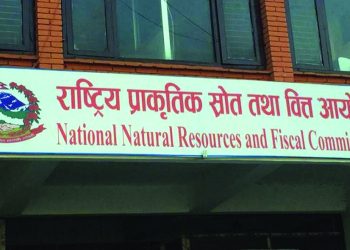 राष्ट्रिय प्राकृतिक स्रोत तथा वित्त
National Natural Resources and Fiscal